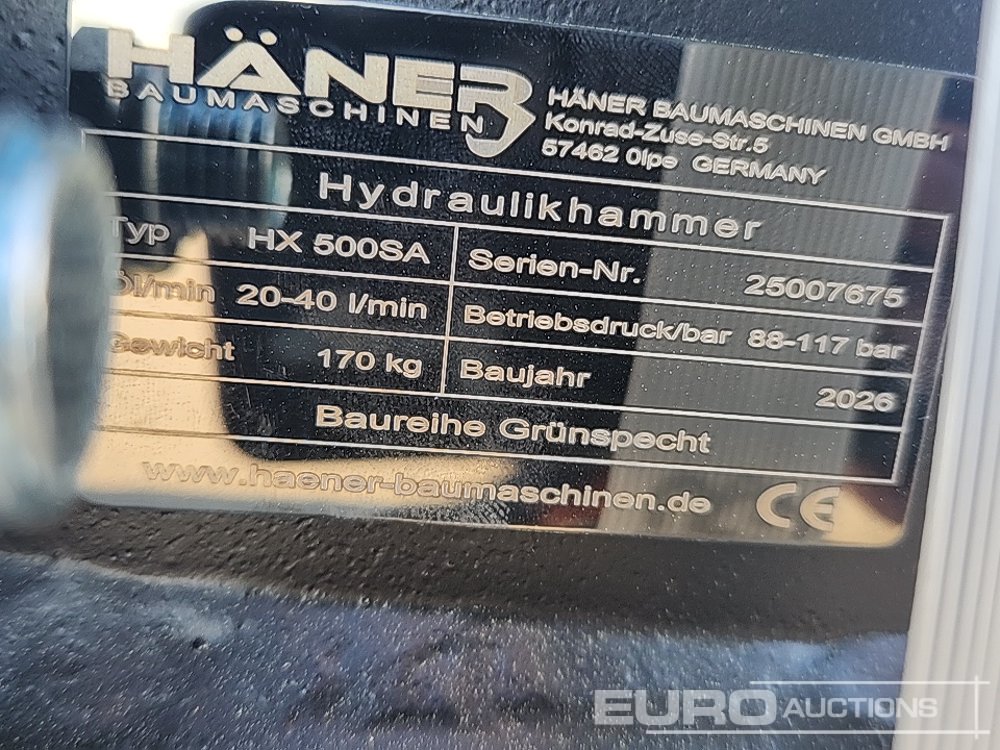 HÄNER
BAUMASCHINEN
HÄNER BAUMASCHINEN GMBH
Konrad-Zuse-Str.5
57462 Olpe GERMANY
Hydraulikhammer
Typ HX 500SA
Serien-Nr. 25007675
Öl/min 20-40 l/min
Betriebsdruck/bar 88-117 bar
Gewicht 170 kg
Baujahr 2026
Baureihe Grünspecht
www.haener-baumaschinen.de CE
EURO AUCTIONS